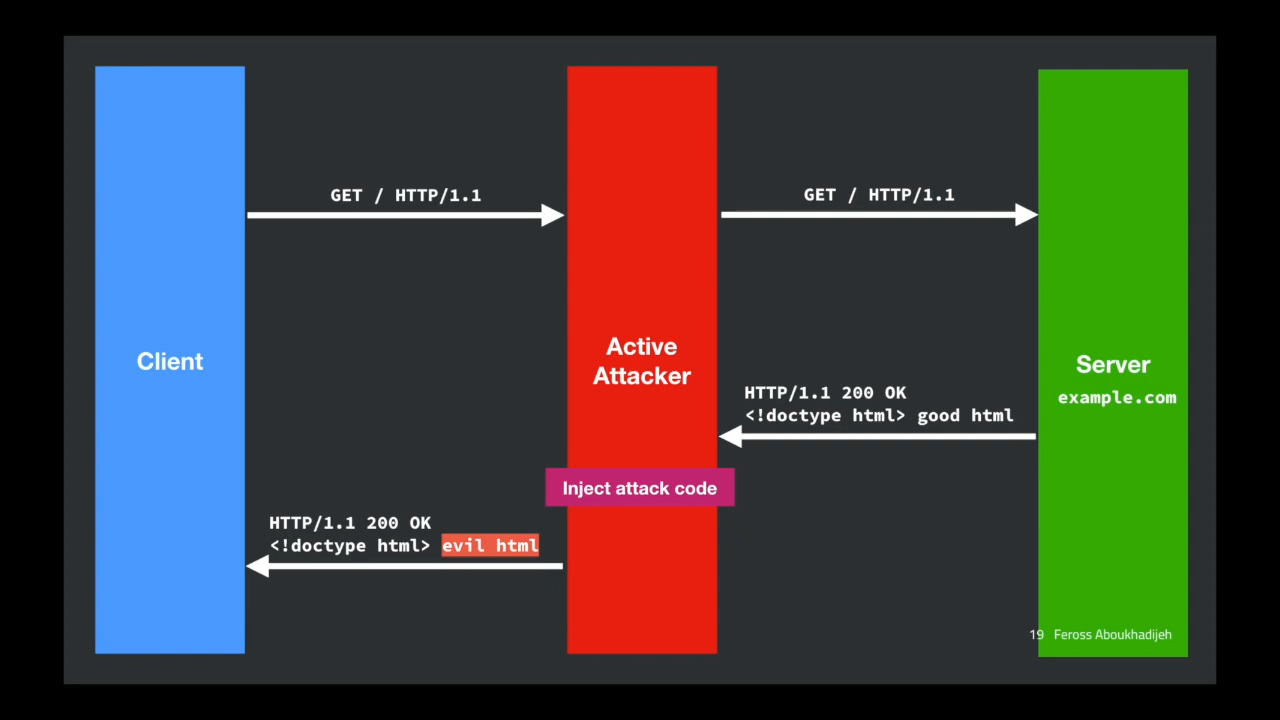 GET / HTTP/1.1
GET / HTTP/1.1
Client
Active
Attacker
Server
example.com
HTTP/1.1 200 OK
<!doctype html> good html
Inject attack code
HTTP/1.1 200 OK
<!doctype html> evil html
19 Feross Aboukhadijeh